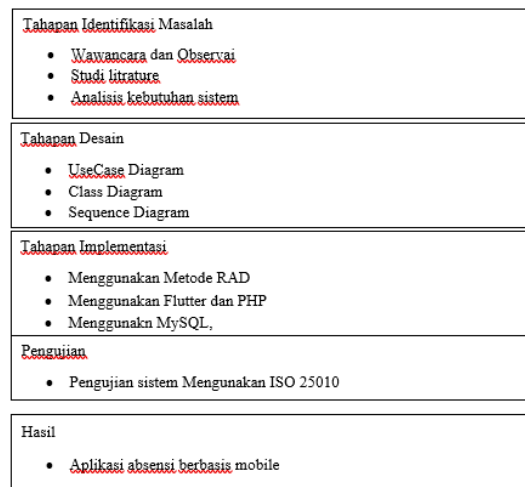 Tahapan Identifikasi Masalah
• Wawancara dan Obseryai
• Studi litrature
• Analisis kebutuhan sistem
Tahapan Desain
• UseCase Diagram
• Class Diagram
• Sequence Diagram
Tahapan Implementasi
• Menggunakan Metode RAD
• Menggunakan Flutter dan PHP
• Menggunakn MySQL,
Pengujian
• Pengujian sistem Mengunakan ISO 25010
Hasil
• Aplikasi absensi berbasis mobile